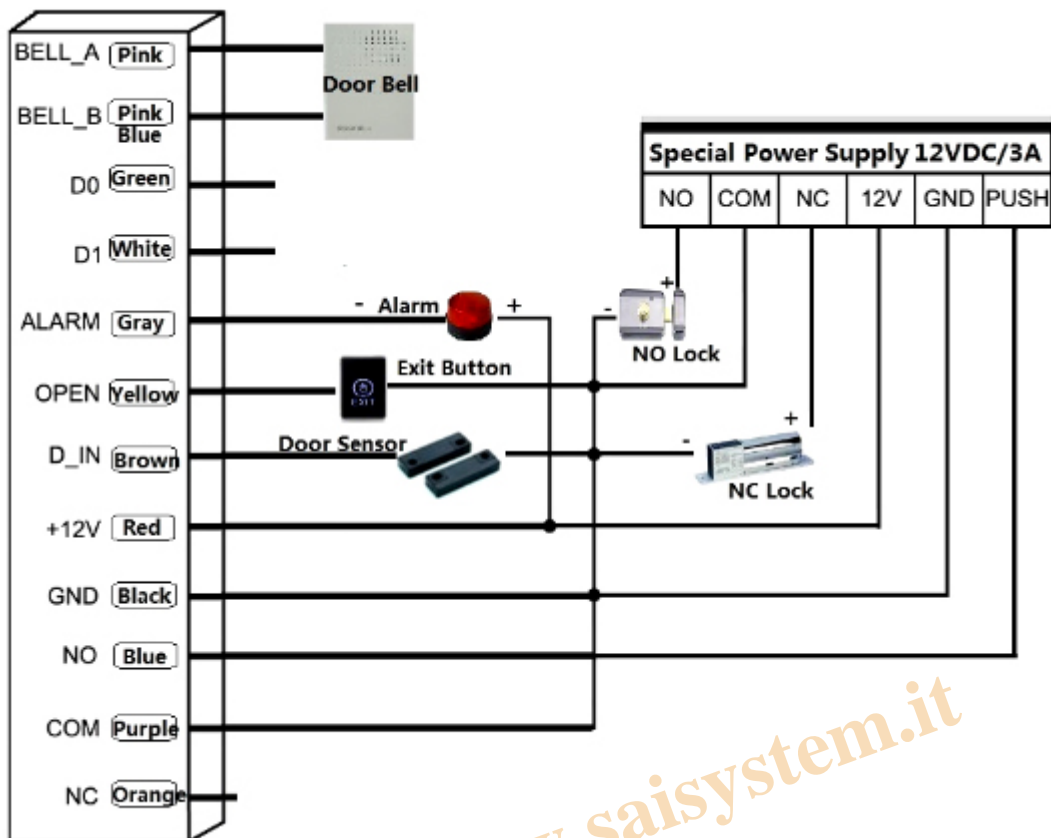 BELL_A Pink
Door Bell
BELL_B Pink
Blue
Special Power Supply 12VDC/3A
D0 Green
NO COM NC 12V GND PUSH
D1 White
- Alarm +
+
-
ALARM Gray
NO Lock
Exit Button
OPEN Yellow
+
Door Sensor
-
D_IN Brown
NC Lock
+12V Red
GND Black
NO Blue
COM Purple
NC Orange
saisystem.it